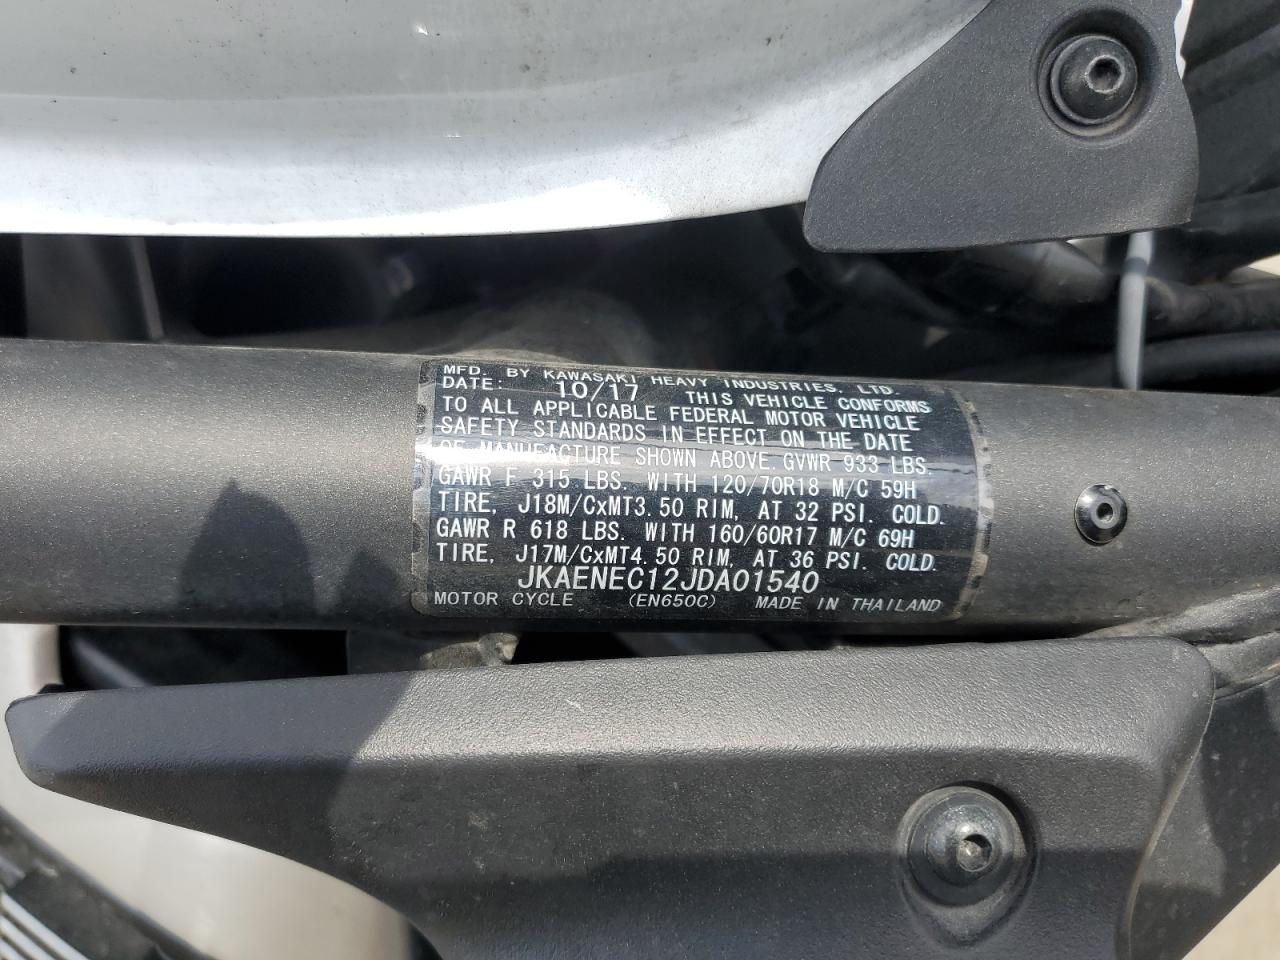 MFD. BY KAWASAKI HEAVY INDUSTRIES, LTD.
DATE: 10/17 THIS VEHICLE CONFORMS
TO ALL APPLICABLE FEDERAL MOTOR VEHICLE
SAFETY STANDARDS IN EFFECT ON THE DATE
OF MANUFACTURE SHOWN ABOVE. GVWR 933 LBS.
GAWR F 315 LBS. WITH 120/70R18 M/C 59H
TIRE, J18M/CxMT3.50 RIM, AT 32 PSI. COLD.
GAWR R 618 LBS. WITH 160/60R17 M/C 69H
TIRE, J17M/CxMT4.50 RIM, AT 36 PSI. COLD.
JKAENEC12JDA01540
MOTOR CYCLE (EN650C) MADE IN THAILAND